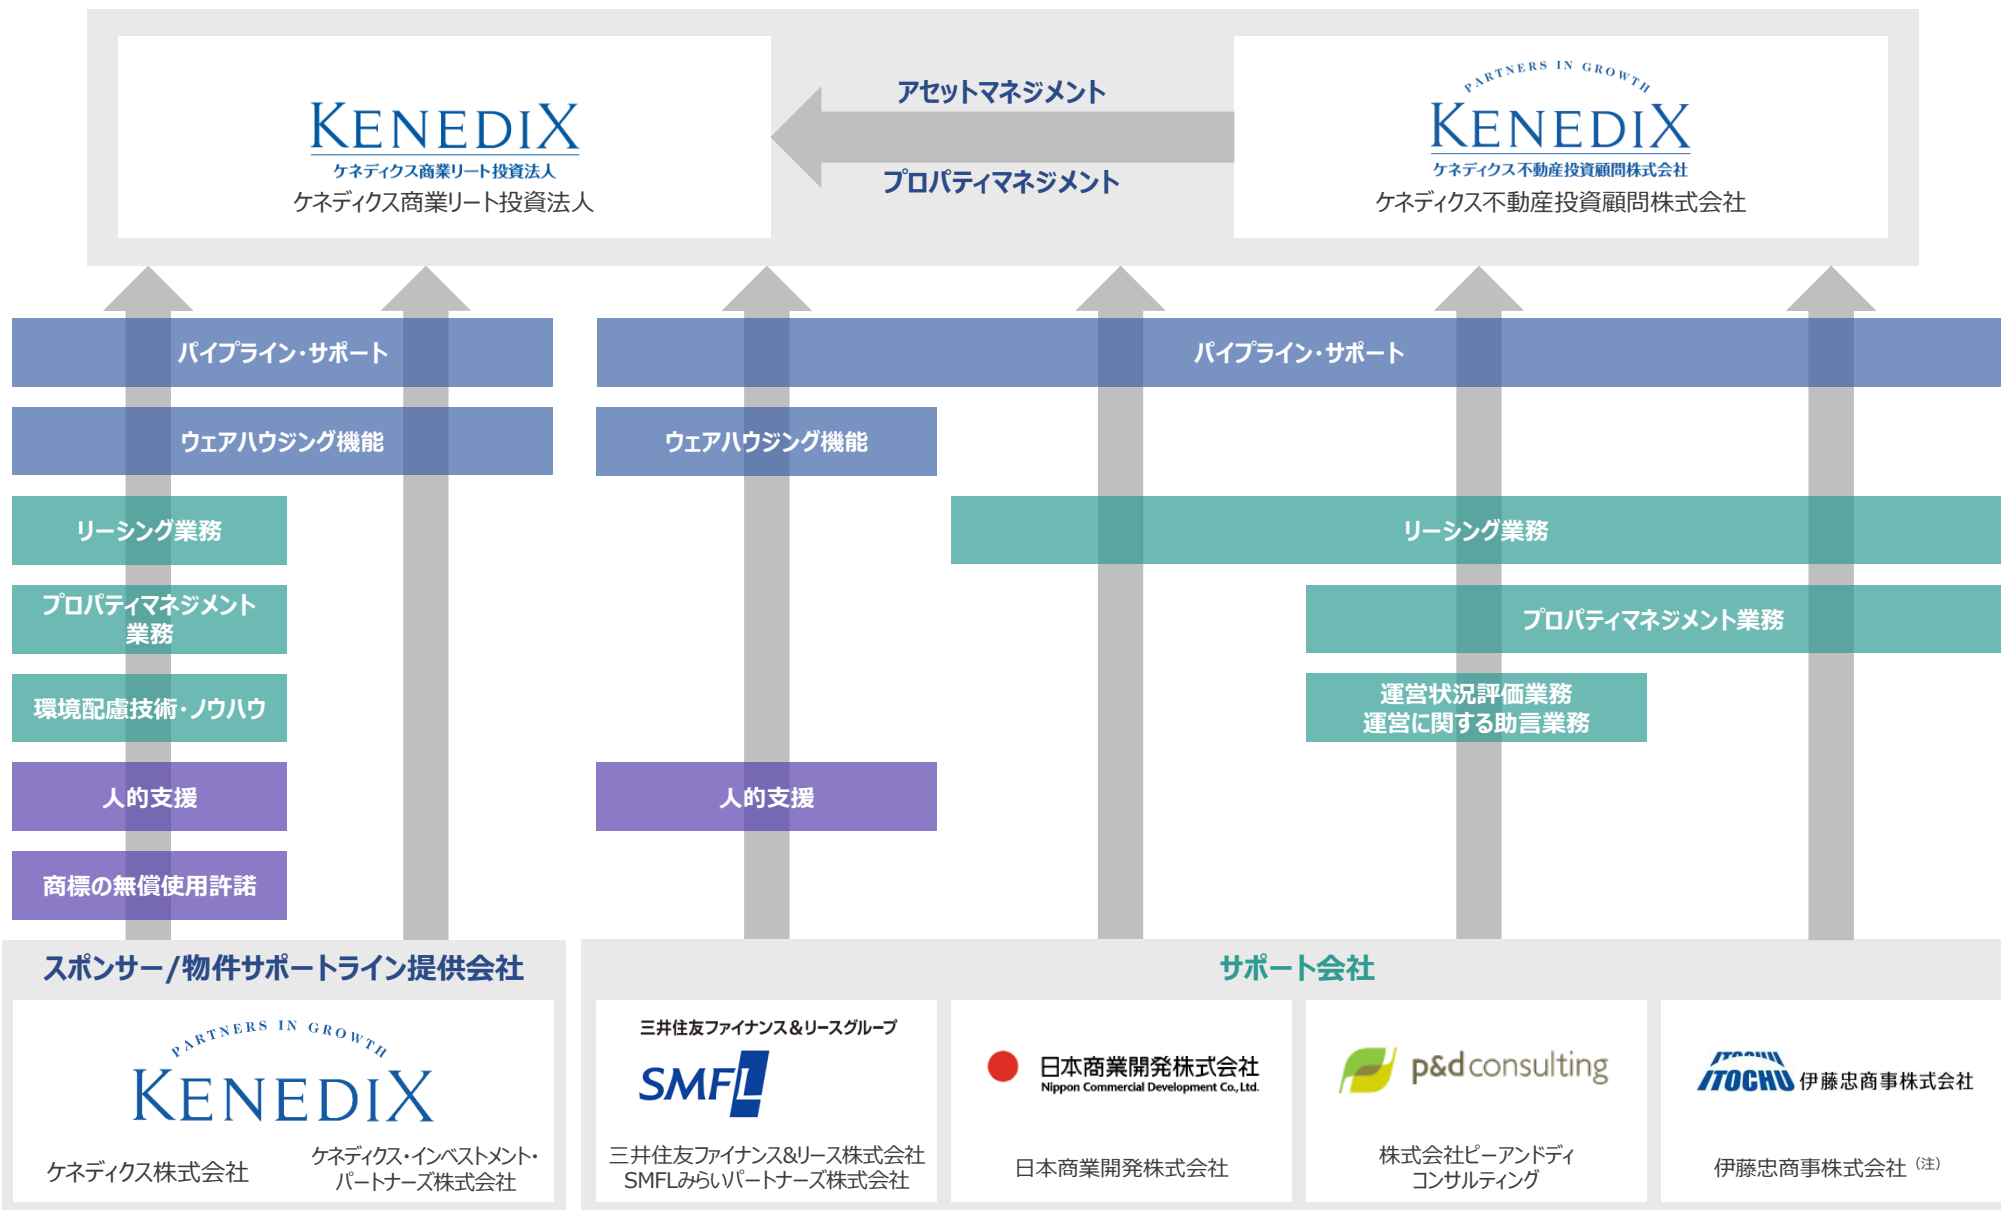 KENEDIX
ケネディクス商業リート投資法人
ケネディクス商業リート投資法人
アセットマネジメント
プロパティマネジメント
PARTNERS IN GROWTH
KENEDIX
ケネディクス不動産投資顧問株式会社
ケネディクス不動産投資顧問株式会社
パイプライン・サポート
パイプライン・サポート
ウェアハウジング機能
ウェアハウジング機能
リーシング業務
リーシング業務
プロパティマネジメント
業務
プロパティマネジメント業務
環境配慮技術・ノウハウ
運営状況評価業務
運営に関する助言業務
人的支援
人的支援
商標の無償使用許諾
スポンサー/物件サポートライン提供会社
PARTNERS IN GROWTH
KENEDIX
ケネディクス株式会社
ケネディクス・インベストメント・
パートナーズ株式会社
サポート会社
三井住友ファイナンス&リースグループ
SMFL
三井住友ファイナンス&リース株式会社
SMFLみらいパートナーズ株式会社
日本商業開発株式会社
Nippon Commercial Development Co., Ltd.
日本商業開発株式会社
p&d consulting
株式会社ピーアンドディ
コンサルティング
ITOCHU
ITOCHU 伊藤忠商事株式会社
伊藤忠商事株式会社（注）